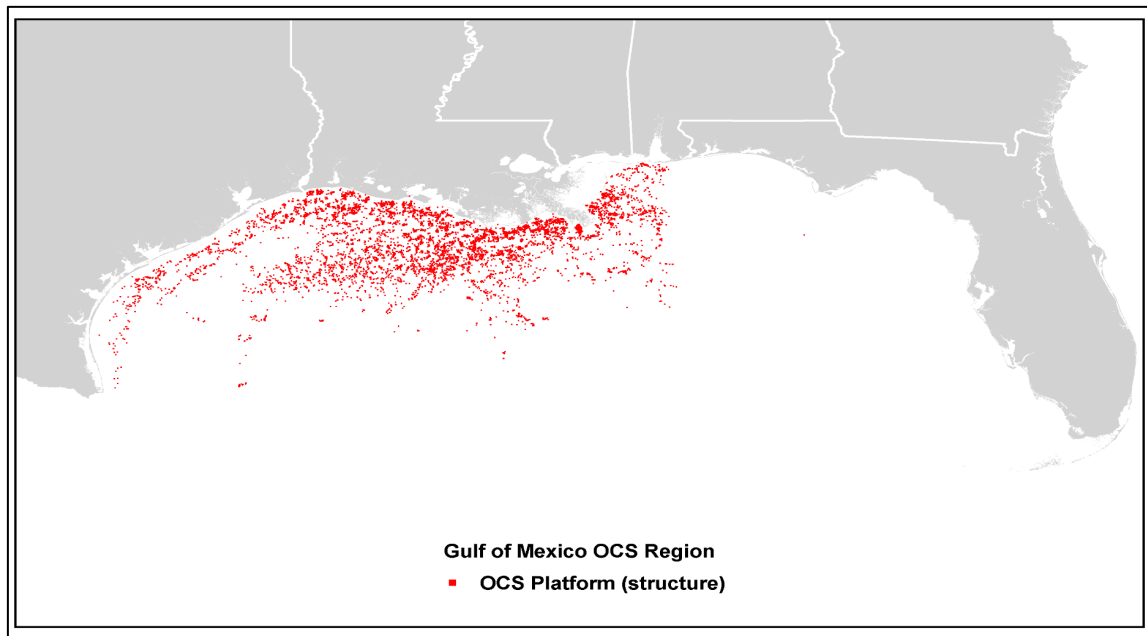 Gulf of Mexico OCS Region
OCS Platform (structure)